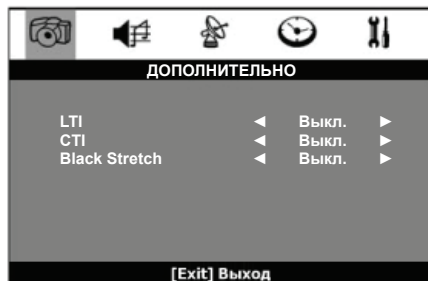 ДОПОЛНИТЕЛЬНО
LTI ◄ Выкл. ►
CTI ◄ Выкл. ►
Black Stretch ◄ Выкл. ►
[Exit] Выход